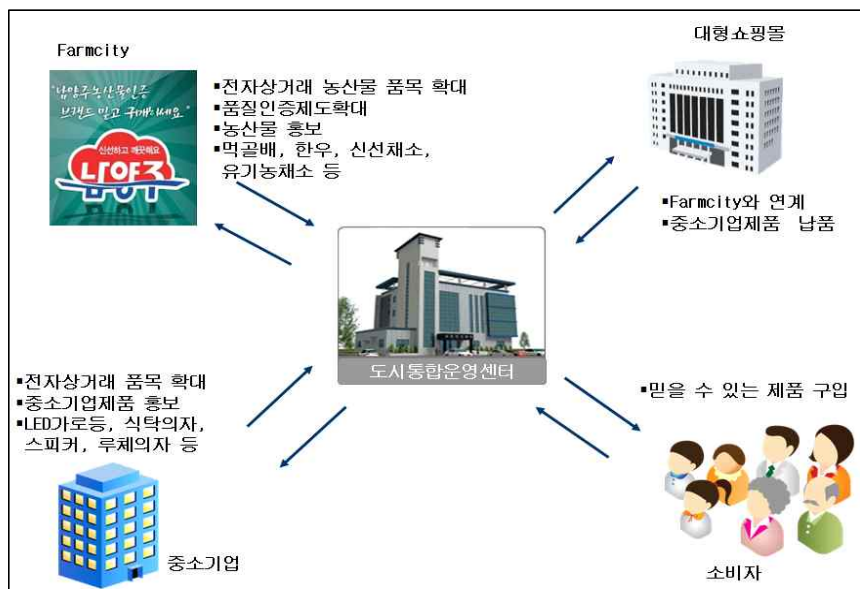 Farmcity
"남양주농산물인증
브랜드 믿고 구매하세요"
신선하고 깨끗해요
남양주
▪전자상거래 농산물 품목 확대
▪품질인증제도확대
▪농산물 홍보
▪먹골배, 한우, 신선채소,
유기농채소 등
대형쇼핑몰
▪Farmcity와 연계
▪중소기업제품 납품
도시통합운영센터
▪전자상거래 품목 확대
▪중소기업제품 홍보
▪LED가로등, 식탁의자,
스피커, 루체의자 등
중소기업
▪믿을 수 있는 제품 구입
소비자